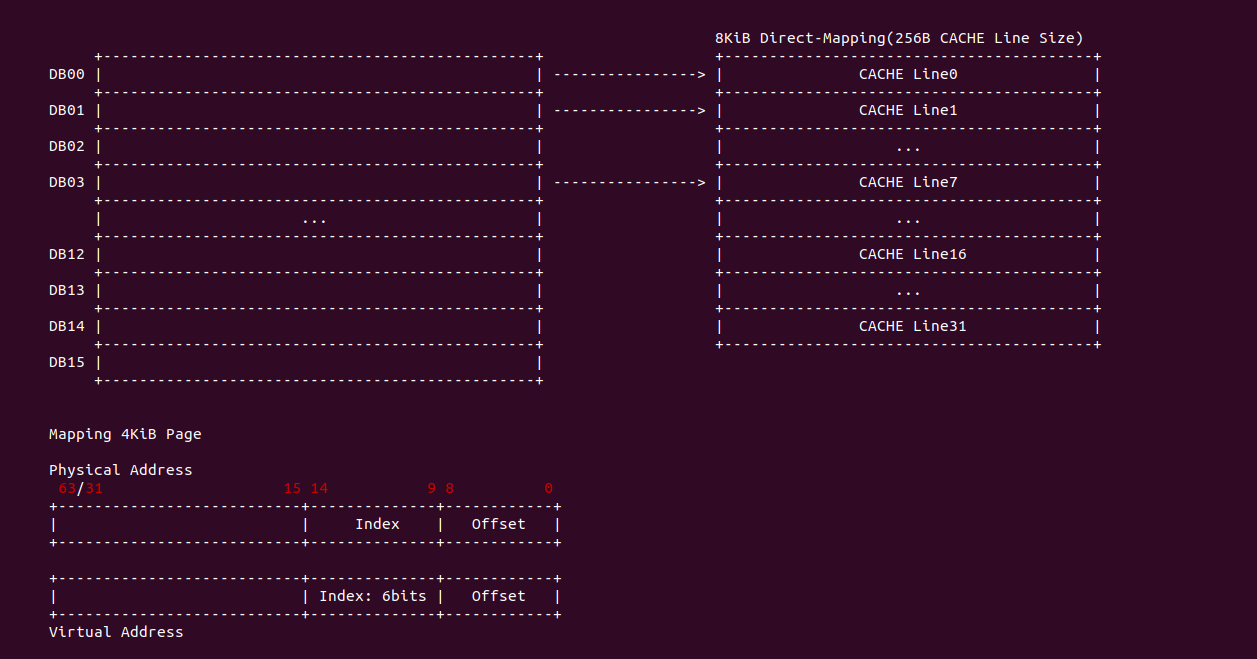 8KiB Direct-Mapping(256B CACHE Line Size)
     +------------------------------------------------+                   +-----------------------------------------+
DB00 |                                                | ----------------> |               CACHE Line0               |
     +------------------------------------------------+                   +-----------------------------------------+
DB01 |                                                | ----------------> |               CACHE Line1               |
     +------------------------------------------------+                   +-----------------------------------------+
DB02 |                                                |                   |                   ...                   |
     +------------------------------------------------+                   +-----------------------------------------+
DB03 |                                                | ----------------> |               CACHE Line7               |
     +------------------------------------------------+                   +-----------------------------------------+
     |                      ...                       |                   |                   ...                   |
     +------------------------------------------------+                   +-----------------------------------------+
DB12 |                                                |                   |               CACHE Line16              |
     +------------------------------------------------+                   +-----------------------------------------+
DB13 |                                                |                   |                   ...                   |
     +------------------------------------------------+                   +-----------------------------------------+
DB14 |                                                |                   |               CACHE Line31              |
     +------------------------------------------------+                   +-----------------------------------------+
DB15 |                                                |
     +------------------------------------------------+
Mapping 4KiB Page
Physical Address
 63/31                    15 14           9 8          0
+---------------------------+--------------+------------+
|                           |     Index    |   Offset   |
+---------------------------+--------------+------------+
+---------------------------+--------------+------------+
|                           | Index: 6bits |   Offset   |
+---------------------------+--------------+------------+
Virtual Address